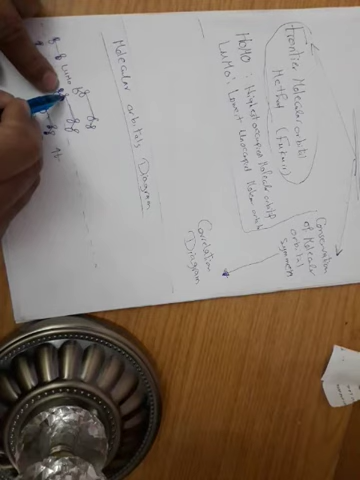 Frontier Molecular orbital
Method (Fukui)
Conservation
of Molecular
orbital
Symmetry
HoMo : Highest occupied Molecular orbital
LuMo : Lowest Unoccupied Molecular orbital
Correlation
Diagram
Molecular orbitals Diagram
LUMO